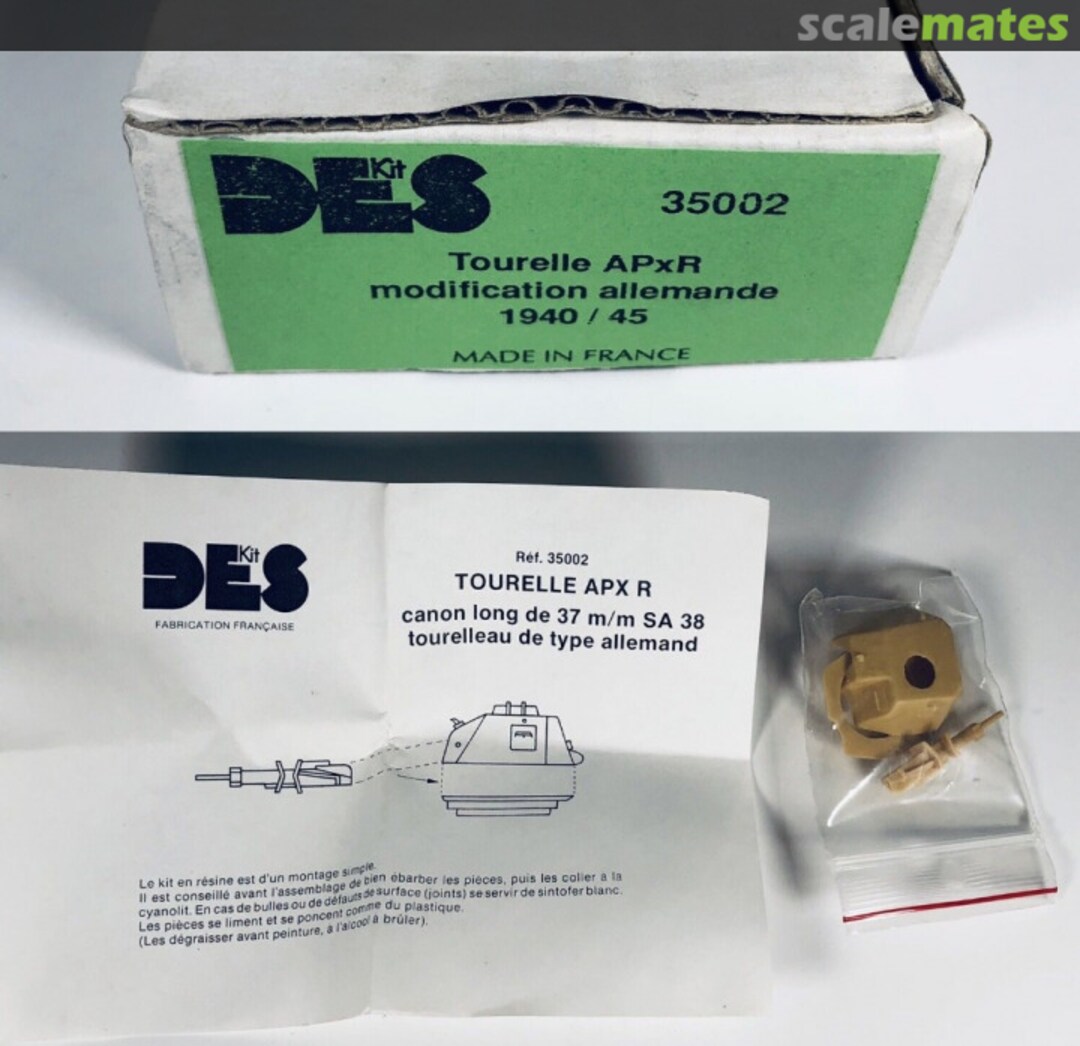 scalemates
DES Kit
35002
Tourelle APxR
modification allemande
1940 / 45
MADE IN FRANCE
DES Kit
FABRICATION FRANÇAISE
Réf. 35002
TOURELLE APX R
canon long de 37 m/m SA 38
tourelleau de type allemand
Le kit en résine est d'un montage simple.
Il est conseillé avant l'assemblage de bien ébarber les pièces, puis les coller à la
cyanolit. En cas de bulles ou de défauts de surface (joints) se servir de sintofer blanc.
Les pièces se liment et se poncent comme du plastique.
(Les dégraisser avant peinture, à l'alcool à brûler).